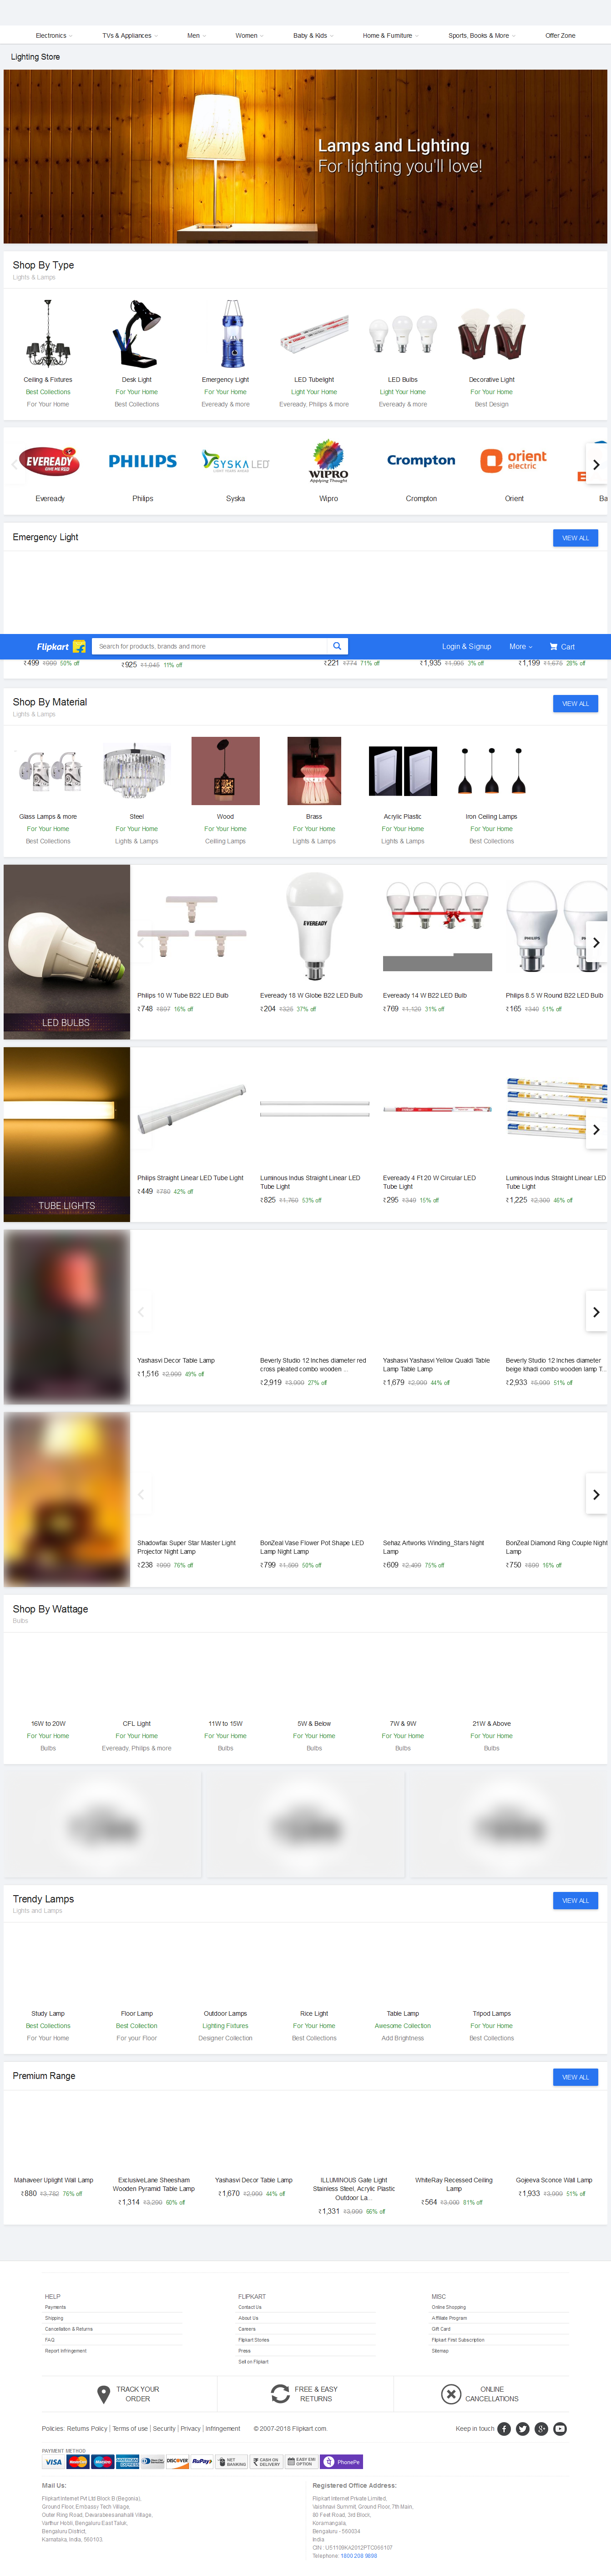 Electronics
TVs & Appliances
Men
Women
Baby & Kids
Home & Furniture
Sports, Books & More
Offer Zone
Lighting Store
Lamps and Lighting
For lighting you'll love!
Shop By Type
Lights & Lamps
Ceiling & Fixtures
Desk Light
Emergency Light
LED Tubelight
LED Bulbs
Decorative Light
Best Collections
For Your Home
For Your Home
Light Your Home
Light Your Home
For Your Home
For Your Home
Best Collections
Eveready & more
Eveready, Philips & more
Eveready & more
Best Design
EVEREADY
PHILIPS
SYSKA LED
WIPRO
Applying Thought
Crompton
orient electric
Eveready
Philips
Syska
Wipro
Crompton
Orient
Ba
Emergency Light
VIEW ALL
Flipkart
Search for products, brands and more
Login & Signup
More
Cart
₹499 ₹999 50% off
₹925 ₹1,045 11% off
₹221 ₹774 71% off
₹1,935 ₹1,995 3% off
₹1,199 ₹1,675 28% off
Shop By Material
Lights & Lamps
VIEW ALL
Glass Lamps & more
Steel
Wood
Brass
Acrylic Plastic
Iron Ceiling Lamps
For Your Home
For Your Home
For Your Home
For Your Home
For Your Home
For Your Home
Best Collections
Lights & Lamps
Ceiling Lamps
Lights & Lamps
Lights & Lamps
Best Collections
LED BULBS
EVEREADY
PHILIPS
Philips 10 W Tube B22 LED Bulb
₹748 ₹897 16% off
Eveready 18 W Globe B22 LED Bulb
₹204 ₹325 37% off
Eveready 14 W B22 LED Bulb
₹769 ₹1,120 31% off
Philips 8.5 W Round B22 LED Bulb
₹165 ₹340 51% off
TUBE LIGHTS
Philips Straight Linear LED Tube Light
₹449 ₹780 42% off
Luminous Indus Straight Linear LED
Tube Light
₹825 ₹1,760 53% off
Eveready 4 Ft 20 W Circular LED
Tube Light
₹295 ₹349 15% off
Luminous Indus Straight Linear LED
Tube Light
₹1,225 ₹2,300 46% off
Yashasvi Decor Table Lamp
₹1,516 ₹2,999 49% off
Beverly Studio 12 Inches diameter red
cross pleated combo wooden ...
₹2,919 ₹3,999 27% off
Yashasvi Yashasvi Yellow Qualdi Table
Lamp Table Lamp
₹1,679 ₹2,999 44% off
Beverly Studio 12 Inches diameter
beige khadi combo wooden lamp T...
₹2,933 ₹5,999 51% off
Shadowfax Super Star Master Light
Projector Night Lamp
₹238 ₹999 76% off
BonZeal Vase Flower Pot Shape LED
Lamp Night Lamp
₹799 ₹1,599 50% off
Sehaz Artworks Winding_Stars Night
Lamp
₹609 ₹2,499 75% off
BonZeal Diamond Ring Couple Night
Lamp
₹750 ₹899 16% off
Shop By Wattage
Bulbs
16W to 20W
CFL Light
11W to 15W
5W & Below
7W & 9W
21W & Above
For Your Home
For Your Home
For Your Home
For Your Home
For Your Home
For Your Home
Bulbs
Eveready, Philips & more
Bulbs
Bulbs
Bulbs
Bulbs
Trendy Lamps
Lights and Lamps
VIEW ALL
Study Lamp
Floor Lamp
Outdoor Lamps
Rice Light
Table Lamp
Tripod Lamps
Best Collections
Best Collection
Lighting Fixtures
For Your Home
Awesome Collection
For Your Home
For Your Home
For your Floor
Designer Collection
Best Collections
Add Brightness
Best Collections
Premium Range
VIEW ALL
Mahaveer Uplight Wall Lamp
₹880 ₹3,782 76% off
ExclusiveLane Sheesham
Wooden Pyramid Table Lamp
₹1,314 ₹3,299 60% off
Yashasvi Decor Table Lamp
₹1,670 ₹2,999 44% off
ILLUMINOUS Gate Light
Stainless Steel, Acrylic Plastic
Outdoor La...
₹1,331 ₹3,999 66% off
WhiteRay Recessed Ceiling
Lamp
₹564 ₹3,000 81% off
Gojeeva Sconce Wall Lamp
₹1,933 ₹3,999 51% off
HELP
Payments
Shipping
Cancellation & Returns
FAQ
Report Infringement
FLIPKART
Contact Us
About Us
Careers
Flipkart Stories
Press
Sell on Flipkart
MISC
Online Shopping
Affiliate Program
Gift Card
Flipkart First Subscription
Sitemap
TRACK YOUR
ORDER
FREE & EASY
RETURNS
ONLINE
CANCELLATIONS
Policies: Returns Policy | Terms of use | Security | Privacy | Infringement
© 2007-2018 Flipkart.com.
Keep in touch
PAYMENT METHOD
VISA
MasterCard
Maestro
AMERICAN EXPRESS
DISCOVER
RuPay
NET BANKING
CASH ON DELIVERY
EASY EMI OPTION
PhonePe
Mail Us:
Flipkart Internet Pvt Ltd Block B (Begonia),
Ground Floor, Embassy Tech Village,
Outer Ring Road, Devarabeesanahalli Village,
Varthur Hobli, Bengaluru East Taluk,
Bengaluru District,
Karnataka, India, 560103.
Registered Office Address:
Flipkart Internet Private Limited,
Vaishnavi Summit, Ground Floor, 7th Main,
80 Feet Road, 3rd Block,
Koramangala,
Bengaluru - 560034
India
CIN : U51109KA2012PTC066107
Telephone: 1800 208 9898